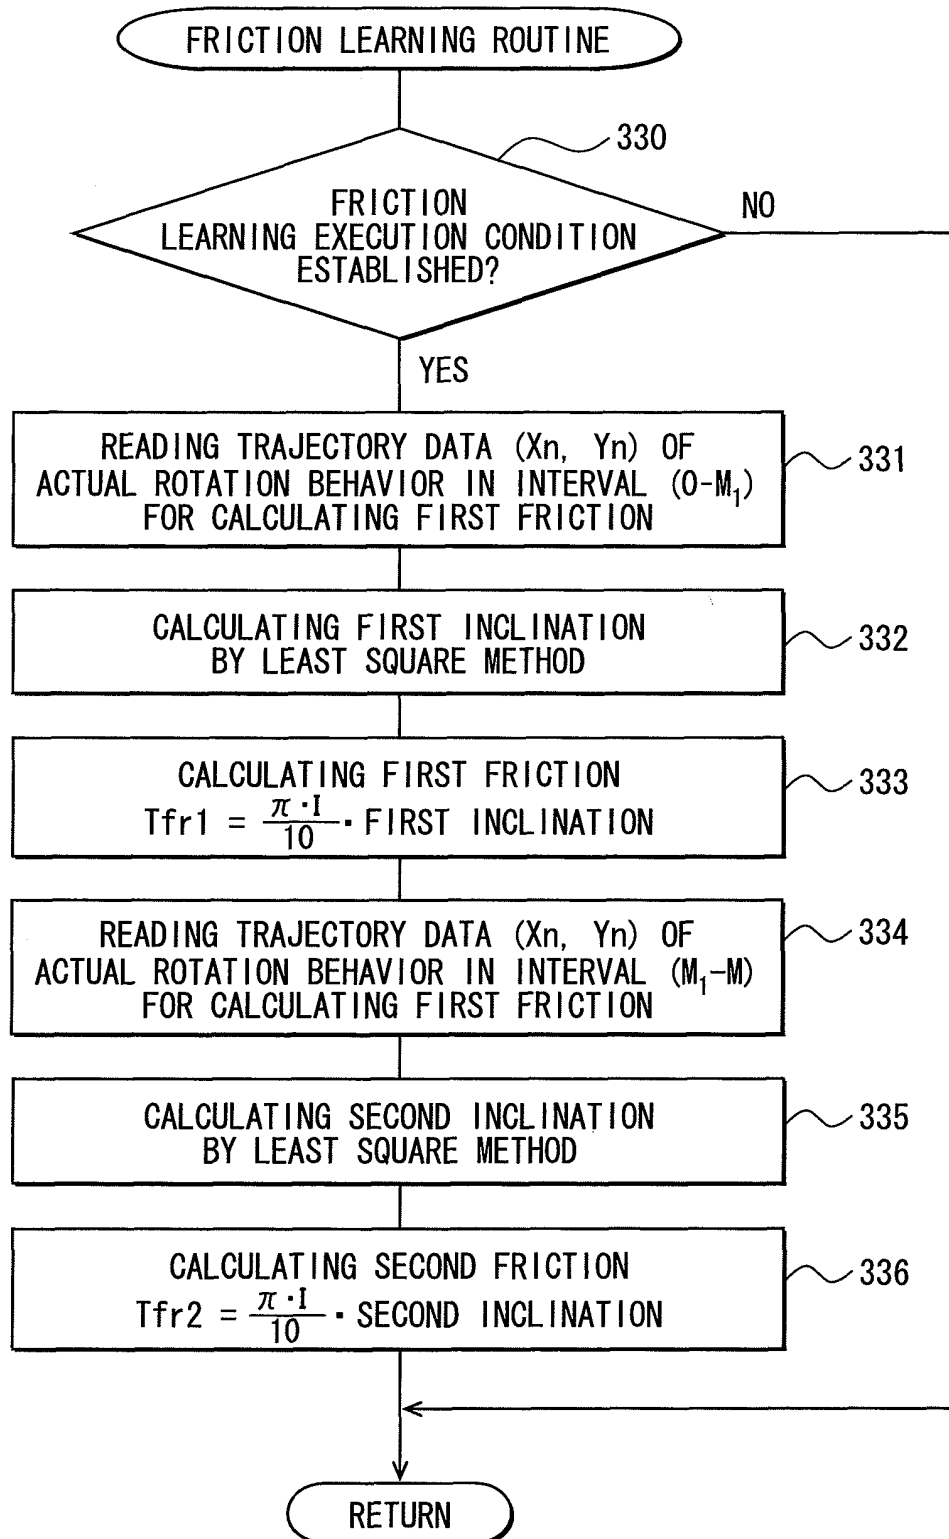 FRICTION LEARNING ROUTINE
330
FRICTION
LEARNING EXECUTION CONDITION
ESTABLISHED?
NO
YES
READING TRAJECTORY DATA (Xn, Yn) OF
ACTUAL ROTATION BEHAVIOR IN INTERVAL (0-M₁)
FOR CALCULATING FIRST FRICTION
331
CALCULATING FIRST INCLINATION
BY LEAST SQUARE METHOD
332
CALCULATING FIRST FRICTION
Tfr1 = π·I/10 · FIRST INCLINATION
333
READING TRAJECTORY DATA (Xn, Yn) OF
ACTUAL ROTATION BEHAVIOR IN INTERVAL (M₁-M)
FOR CALCULATING FIRST FRICTION
334
CALCULATING SECOND INCLINATION
BY LEAST SQUARE METHOD
335
CALCULATING SECOND FRICTION
Tfr2 = π·I/10 · SECOND INCLINATION
336
RETURN